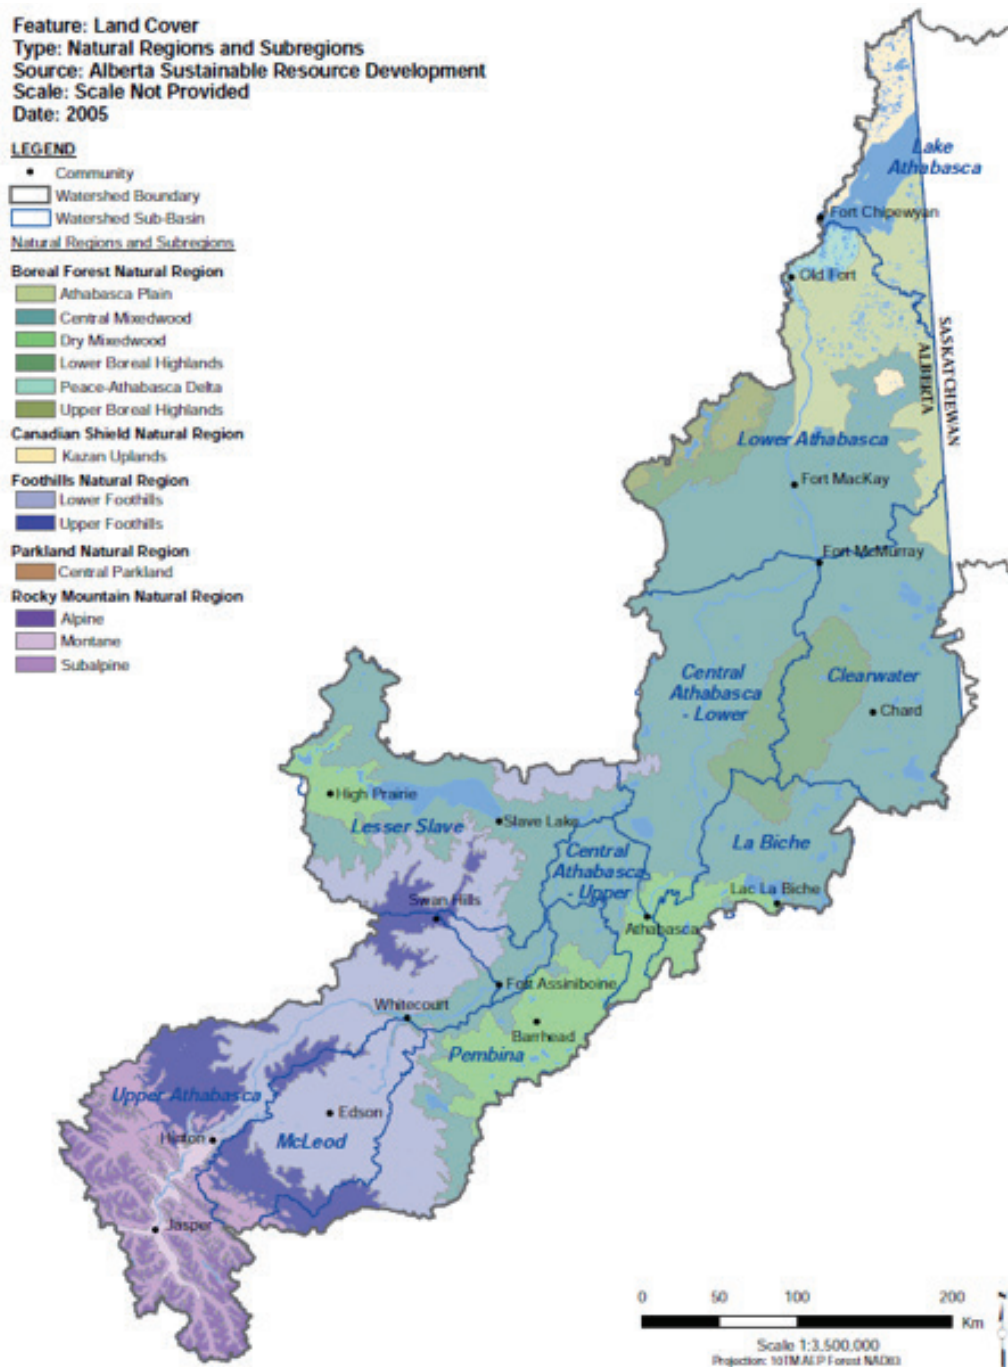 Feature: Land Cover
Type: Natural Regions and Subregions
Source: Alberta Sustainable Resource Development
Scale: Scale Not Provided
Date: 2005
LEGEND
Community
Watershed Boundary
Watershed Sub-Basin
Natural Regions and Subregions
Boreal Forest Natural Region
Athabasca Plain
Central Mixedwood
Dry Mixedwood
Lower Boreal Highlands
Peace-Athabasca Delta
Upper Boreal Highlands
Canadian Shield Natural Region
Kazan Uplands
Foothills Natural Region
Lower Foothills
Upper Foothills
Parkland Natural Region
Central Parkland
Rocky Mountain Natural Region
Alpine
Montane
Subalpine
Lake
Athabasca
Fort Chipewyan
Old Fort
SASKATCHEWAN
ALBERTA
Lower Athabasca
Fort MacKay
Fort McMurray
Central
Athabasca
- Lower
Clearwater
Chard
High Prairie
Lesser Slave
Slave Lake
Central
Athabasca
- Upper
La Biche
Lac La Biche
Swan Hills
Athabasca
Fort Assiniboine
Whitecourt
Barrhead
Pembina
Upper Athabasca
Edson
McLeod
Hinton
Jasper
0 50 100 200
Km
Scale 1:3,500,000
Projection: 10TM AEP Forest NAD83